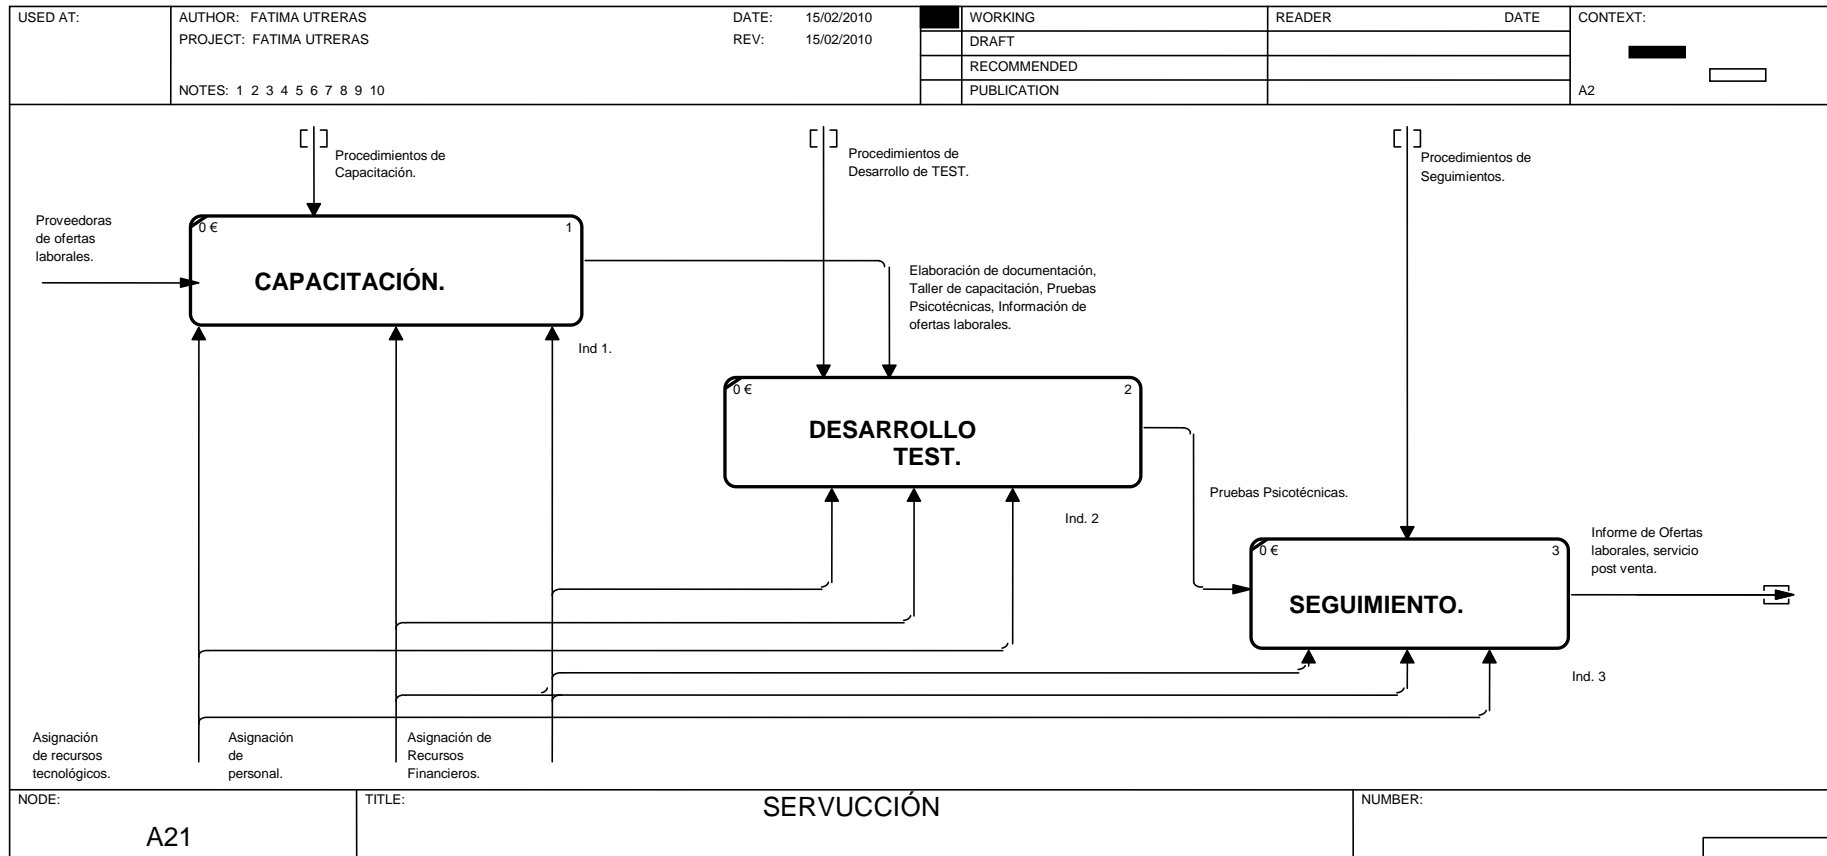 USED AT:
AUTHOR: FATIMA UTRERAS
DATE: 15/02/2010
WORKING
READER
DATE
CONTEXT:
PROJECT: FATIMA UTRERAS
REV: 15/02/2010
DRAFT
RECOMMENDED
NOTES: 1 2 3 4 5 6 7 8 9 10
PUBLICATION
A2
Procedimientos de
Capacitación.
Procedimientos de
Desarrollo de TEST.
Procedimientos de
Seguimientos.
Proveedoras
de ofertas
laborales.
0 €
1
CAPACITACIÓN.
Ind 1.
Elaboración de documentación,
Taller de capacitación, Pruebas
Psicotécnicas, Información de
ofertas laborales.
0 €
2
DESARROLLO
TEST.
Ind. 2
Pruebas Psicotécnicas.
0 €
3
SEGUIMIENTO.
Ind. 3
Informe de Ofertas
laborales, servicio
post venta.
Asignación
de recursos
tecnológicos.
Asignación
de
personal.
Asignación de
Recursos
Financieros.
NODE:
A21
TITLE:
SERVUCCIÓN
NUMBER: